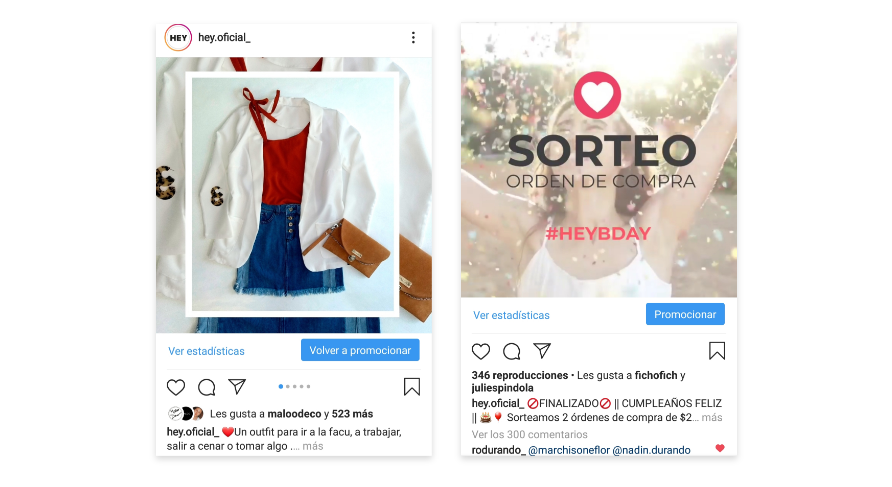 HEY
hey.oficial_
Ver estadísticas
Volver a promocionar
Les gusta a maloodeco y 523 más
hey.oficial_ ❤️Un outfit para ir a la facu, a trabajar,
salir a cenar o tomar algo .... más
SORTEO
ORDEN DE COMPRA
#HEYBDAY
Ver estadísticas
Promocionar
346 reproducciones • Les gusta a fichofich y
juliespindola
hey.oficial_ 🚫FINALIZADO🚫 || CUMPLEAÑOS FELIZ
|| 🎂🎈 Sorteamos 2 órdenes de compra de $2... más
Ver los 300 comentarios
rodurando_ @marchisoneflor @nadin.durando